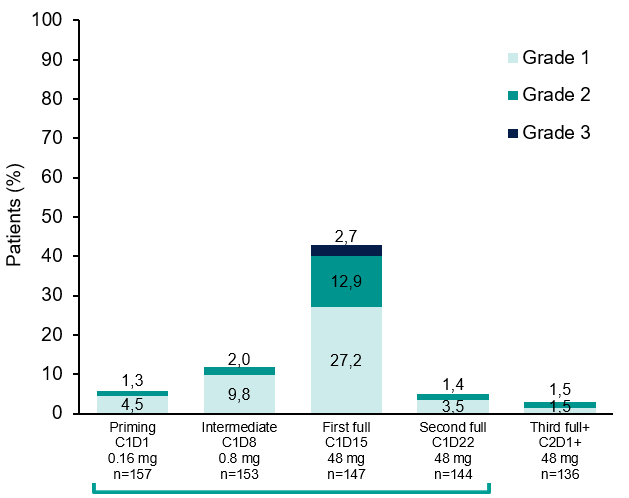 100
90
80
70
60
50
40
30
20
10
0
Patients (%)
Grade 1
Grade 2
Grade 3
1,3
4,5
2,0
9,8
2,7
12,9
27,2
1,4
3,5
1,5
1,5
Priming
C1D1
0.16 mg
n=157
Intermediate
C1D8
0.8 mg
n=153
First full
C1D15
48 mg
n=147
Second full
C1D22
48 mg
n=144
Third full+
C2D1+
48 mg
n=136